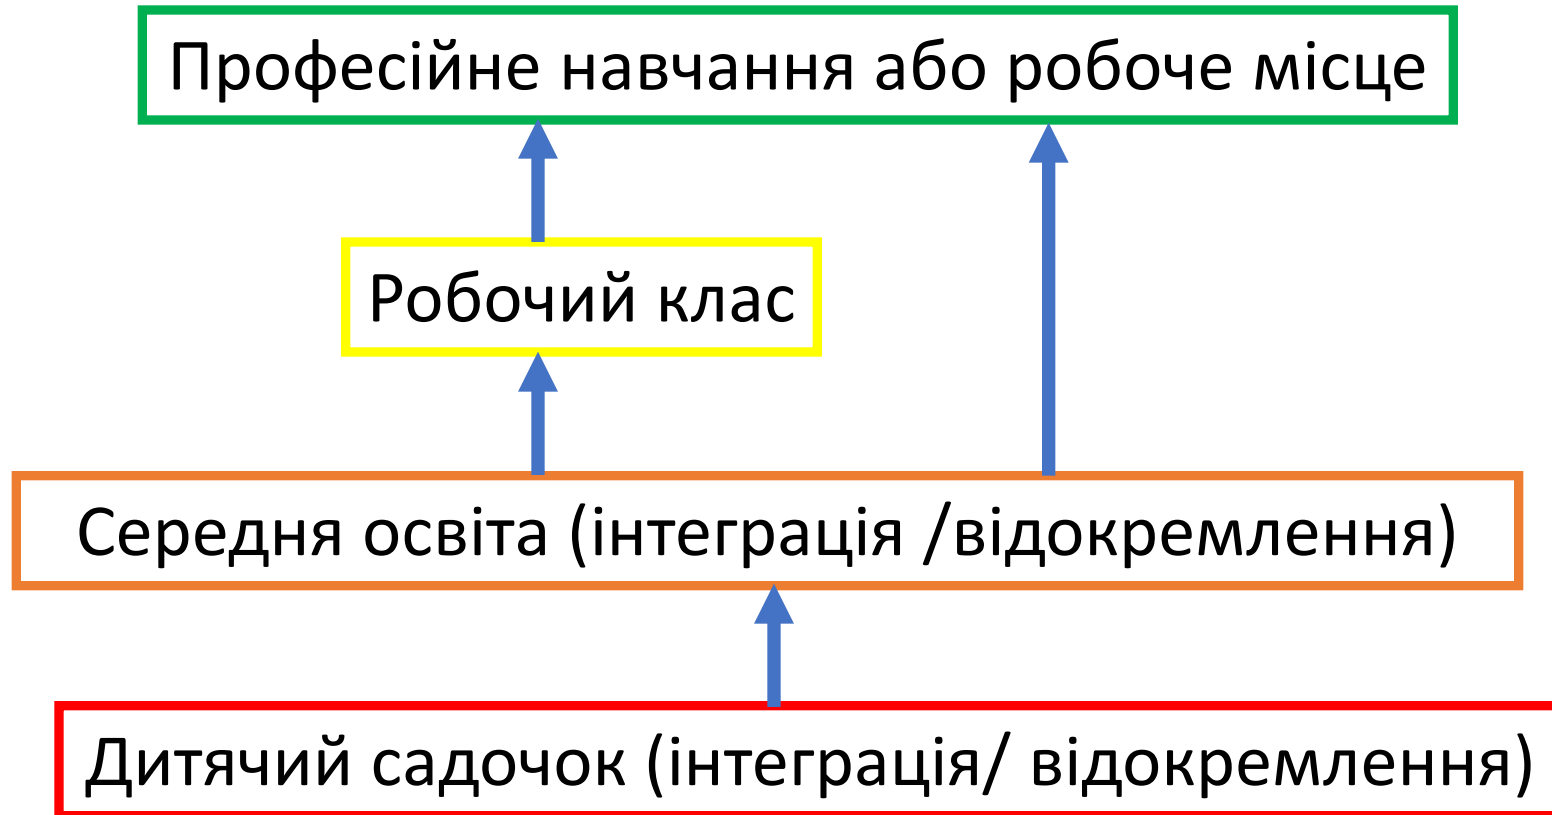 Професійне навчання або робоче місце
Робочий клас
Середня освіта (інтеграція /відокремлення)
Дитячий садочок (інтеграція/ відокремлення)